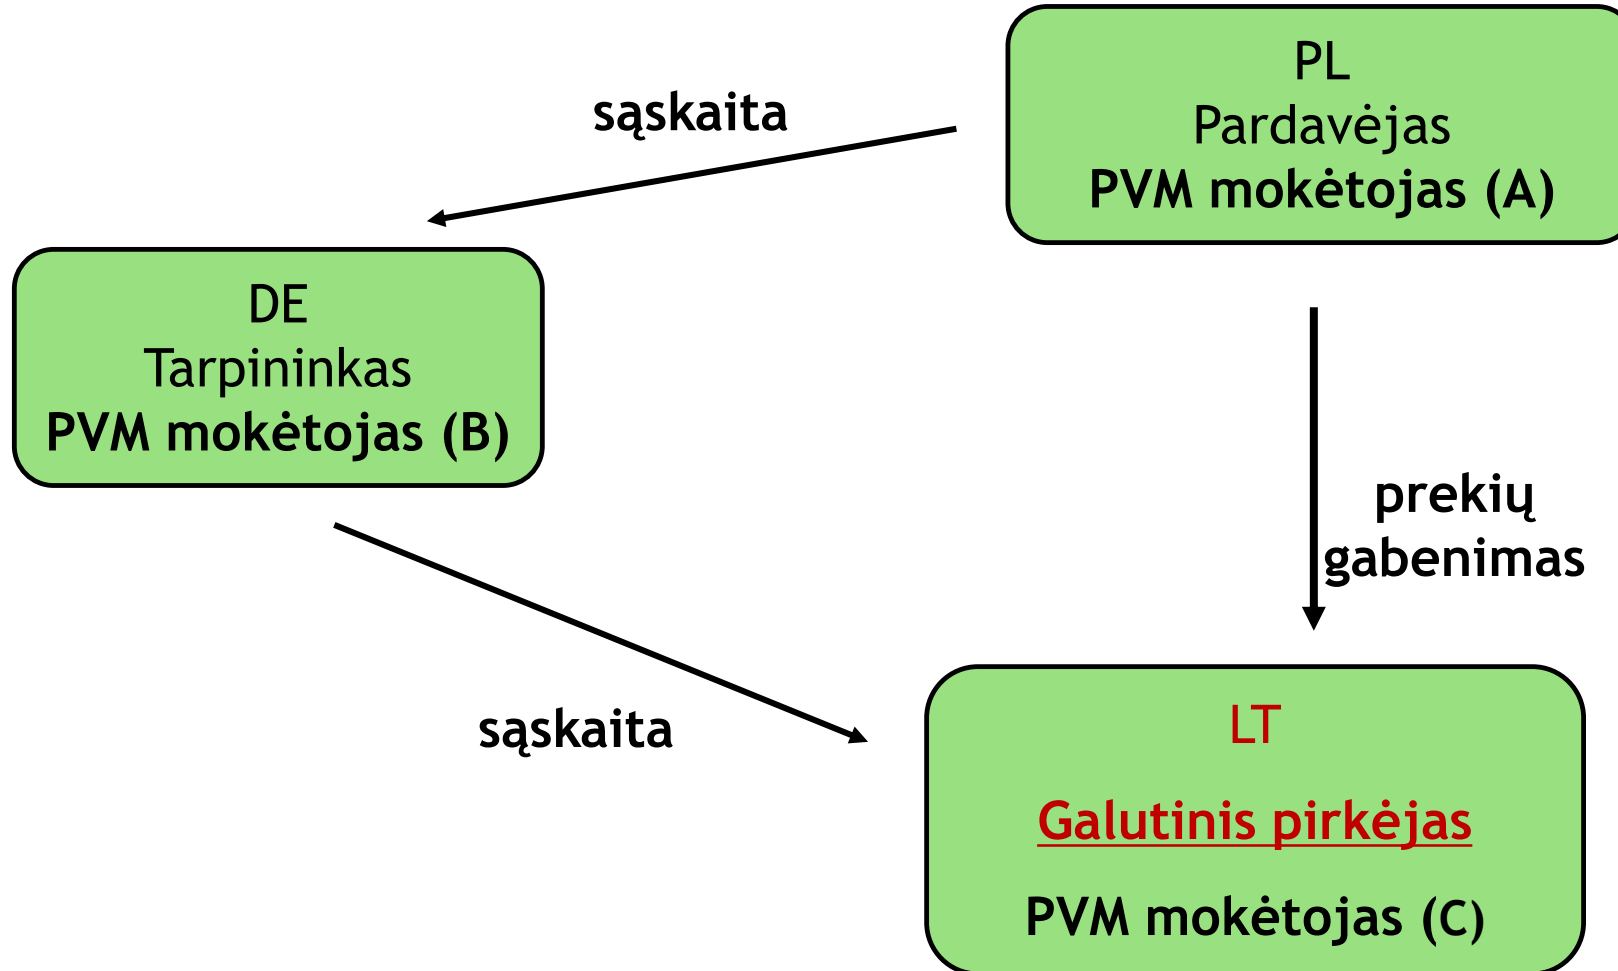 PL
Pardavėjas
PVM mokėtojas (A)
sąskaita
DE
Tarpininkas
PVM mokėtojas (B)
prekių
gabenimas
sąskaita
LT
Galutinis pirkėjas
PVM mokėtojas (C)